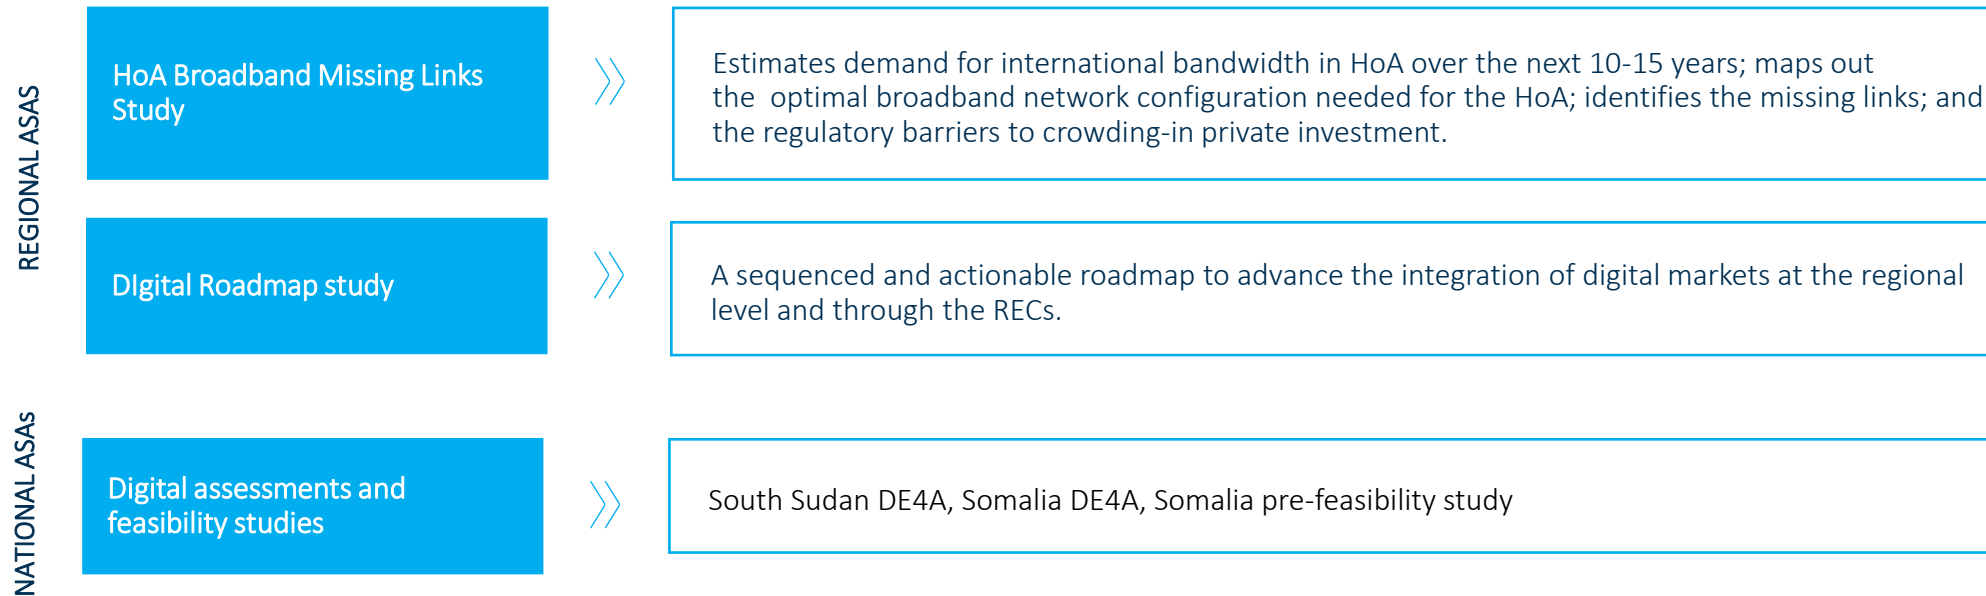 REGIONAL ASAS
HoA Broadband Missing Links
Study
Estimates demand for international bandwidth in HoA over the next 10-15 years; maps out
the  optimal broadband network configuration needed for the HoA; identifies the missing links; and
the regulatory barriers to crowding-in private investment.
DIgital Roadmap study
A sequenced and actionable roadmap to advance the integration of digital markets at the regional
level and through the RECs.
NATIONAL ASAs
Digital assessments and
feasibility studies
South Sudan DE4A, Somalia DE4A, Somalia pre-feasibility study